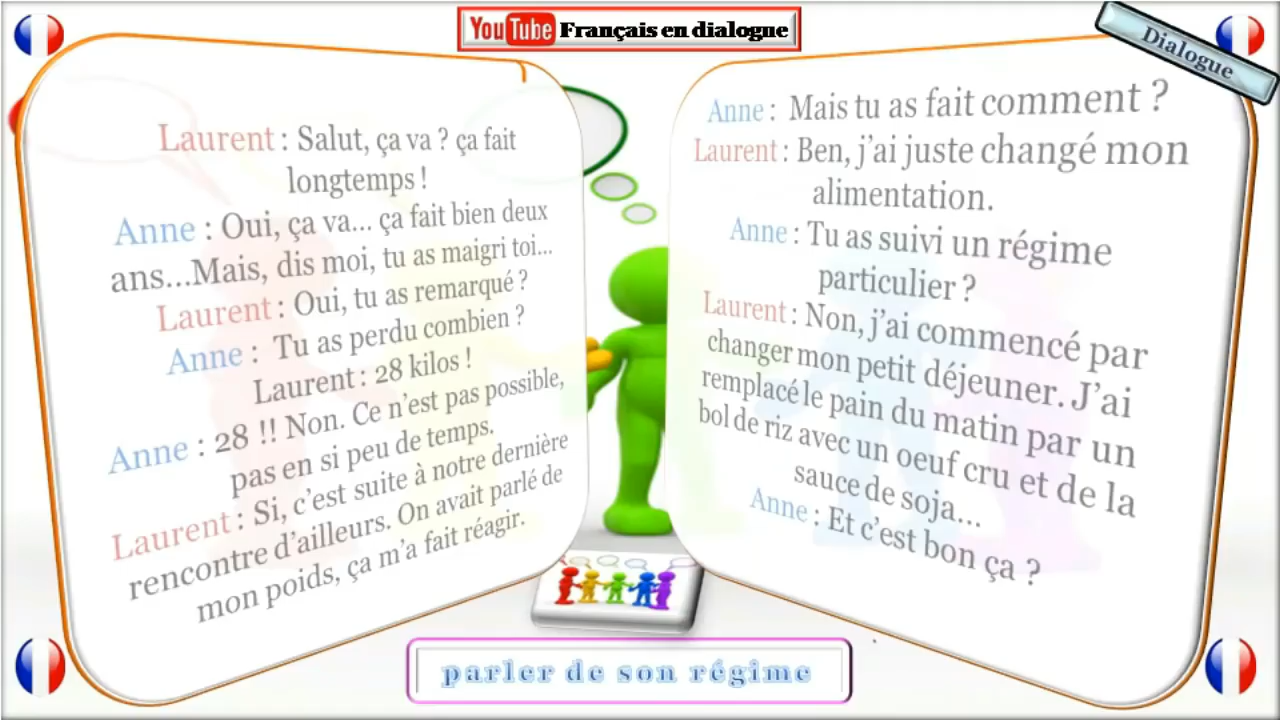 YouTube Français en dialogue
Dialogue
Laurent : Salut, ça va ? ça fait
longtemps !
Anne : Oui, ça va... ça fait bien deux
ans...Mais, dis moi, tu as maigri toi...
Laurent : Oui, tu as remarqué ?
Anne : Tu as perdu combien ?
Laurent : 28 kilos !
Anne : 28 !! Non. Ce n'est pas possible,
pas en si peu de temps.
Laurent : Si, c'est suite à notre dernière
rencontre d'ailleurs. On avait parlé de
mon poids, ça m'a fait réagir.
Anne : Mais tu as fait comment ?
Laurent : Ben, j'ai juste changé mon
alimentation.
Anne : Tu as suivi un régime
particulier ?
Laurent : Non, j'ai commencé par
changer mon petit déjeuner. J'ai
remplacé le pain du matin par un
bol de riz avec un oeuf cru et de la
sauce de soja...
Anne : Et c'est bon ça ?
parler de son régime